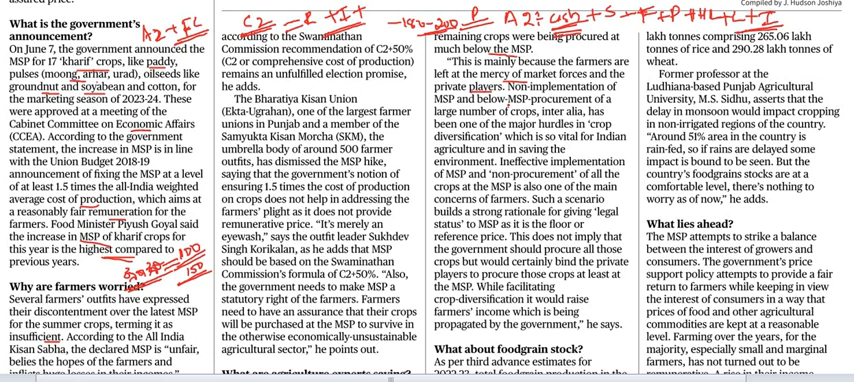 assured price.
Compiled by J. Hudson Joshiya
What is the government's
announcement?
On June 7, the government announced the
MSP for 17 'kharif' crops, like paddy,
pulses (moong, arhar, urad), oilseeds like
groundnut and soyabean and cotton, for
the marketing season of 2023-24. These
were approved at a meeting of the
Cabinet Committee on Economic Affairs
(CCEA). According to the government
statement, the increase in MSP is in line
with the Union Budget 2018-19
announcement of fixing the MSP at a level
of at least 1.5 times the all-India weighted
average cost of production, which aims at
a reasonably fair remuneration for the
farmers. Food Minister Piyush Goyal said
the increase in MSP of kharif crops for
this year is the highest compared to
previous years.
100
150
Why are farmers worried?
Several farmers' outfits have expressed
their discontentment over the latest MSP
for the summer crops, terming it as
insufficient. According to the All India
Kisan Sabha, the declared MSP is "unfair,
belies the hopes of the farmers and
inflicts huge losses in their incomes."
A2+FL
C2 = R +I+
according to the Swaminathan
Commission recommendation of C2+50%
(C2 or comprehensive cost of production)
remains an unfulfilled election promise,
he adds.
The Bharatiya Kisan Union
(Ekta-Ugrahan), one of the largest farmer
unions in Punjab and a member of the
Samyukta Kisan Morcha (SKM), the
umbrella body of around 500 farmer
outfits, has dismissed the MSP hike,
saying that the government's notion of
ensuring 1.5 times the cost of production
on crops does not help in addressing the
farmers' plight as it does not provide
remunerative price. "It's merely an
eyewash," says the outfit leader Sukhdev
Singh Korikalan, as he adds that MSP
should be based on the Swaminathan
Commission's formula of C2+50%. "Also,
the government needs to make MSP a
statutory right of the farmers. Farmers
need to have an assurance that their crops
will be purchased at the MSP to survive in
the otherwise economically-unsustainable
agricultural sector," he points out.
What are agriculture experts saying?
P A2: Cash + S + F + P + HL + L + I
remaining crops were being procured at
much below the MSP.
"This is mainly because the farmers are
left at the mercy of market forces and the
private players. Non-implementation of
MSP and below-MSP-procurement of a
large number of crops, inter alia, has
been one of the major hurdles in 'crop
diversification' which is so vital for Indian
agriculture and in saving the
environment. Ineffective implementation
of MSP and 'non-procurement' of all the
crops at the MSP is also one of the main
concerns of farmers. Such a scenario
builds a strong rationale for giving 'legal
status' to MSP as it is the floor or
reference price. This does not imply that
the government should procure all those
crops but would certainly bind the private
players to procure those crops at least at
the MSP. While facilitating
crop-diversification it would raise
farmers' income which is being
propagated by the government," he says.
What about foodgrain stock?
As per third advance estimates for
2022-23, total foodgrain production in the
lakh tonnes comprising 265.06 lakh
tonnes of rice and 290.28 lakh tonnes of
wheat.
Former professor at the
Ludhiana-based Punjab Agricultural
University, M.S. Sidhu, asserts that the
delay in monsoon would impact cropping
in non-irrigated regions of the country.
"Around 51% area in the country is
rain-fed, so if rains are delayed some
impact is bound to be seen. But the
country's foodgrains stocks are at a
comfortable level, there's nothing to
worry as of now," he adds.
What lies ahead?
The MSP attempts to strike a balance
between the interest of growers and
consumers. The government's price
support policy attempts to provide a fair
return to farmers while keeping in view
the interest of consumers in a way that
prices of food and other agricultural
commodities are kept at a reasonable
level. Farming over the years, for the
majority, especially small and marginal
farmers, has not turned out to be